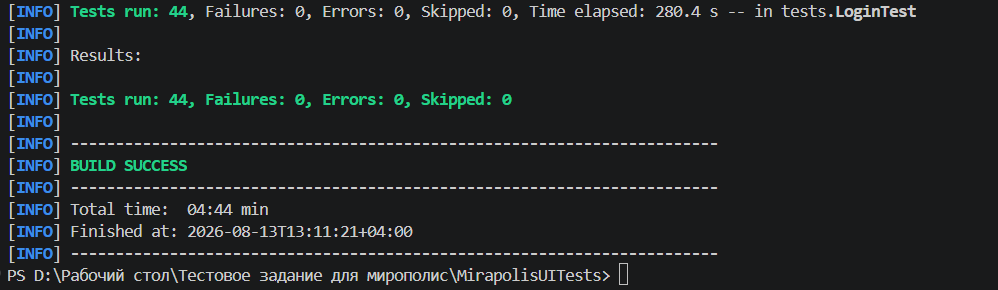 [INFO] Tests run: 44, Failures: 0, Errors: 0, Skipped: 0, Time elapsed: 280.4 s -- in tests.LoginTest
[INFO]
[INFO] Results:
[INFO]
[INFO] Tests run: 44, Failures: 0, Errors: 0, Skipped: 0
[INFO]
[INFO] ------------------------------------------------------------------------
[INFO] BUILD SUCCESS
[INFO] ------------------------------------------------------------------------
[INFO] Total time:  04:44 min
[INFO] Finished at: 2026-08-13T13:11:21+04:00
[INFO] ------------------------------------------------------------------------
PS D:\Рабочий стол\Тестовое задание для мирополис\MirapolisUITests>